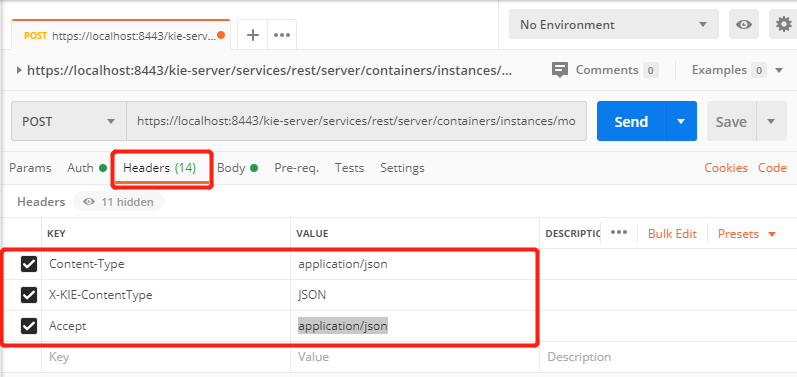 POST https://localhost:8443/kie-serv... + ••• No Environment
https://localhost:8443/kie-server/services/rest/server/containers/instances/... Comments 0 Examples 0
POST https://localhost:8443/kie-server/services/rest/server/containers/instances/mo Send Save
Params Auth Headers (14) Body Pre-req. Tests Settings Cookies Code
Headers 11 hidden
KEY VALUE DESCRIPTIC ••• Bulk Edit Presets
Content-Type application/json
X-KIE-ContentType JSON
Accept application/json
Key Value Description